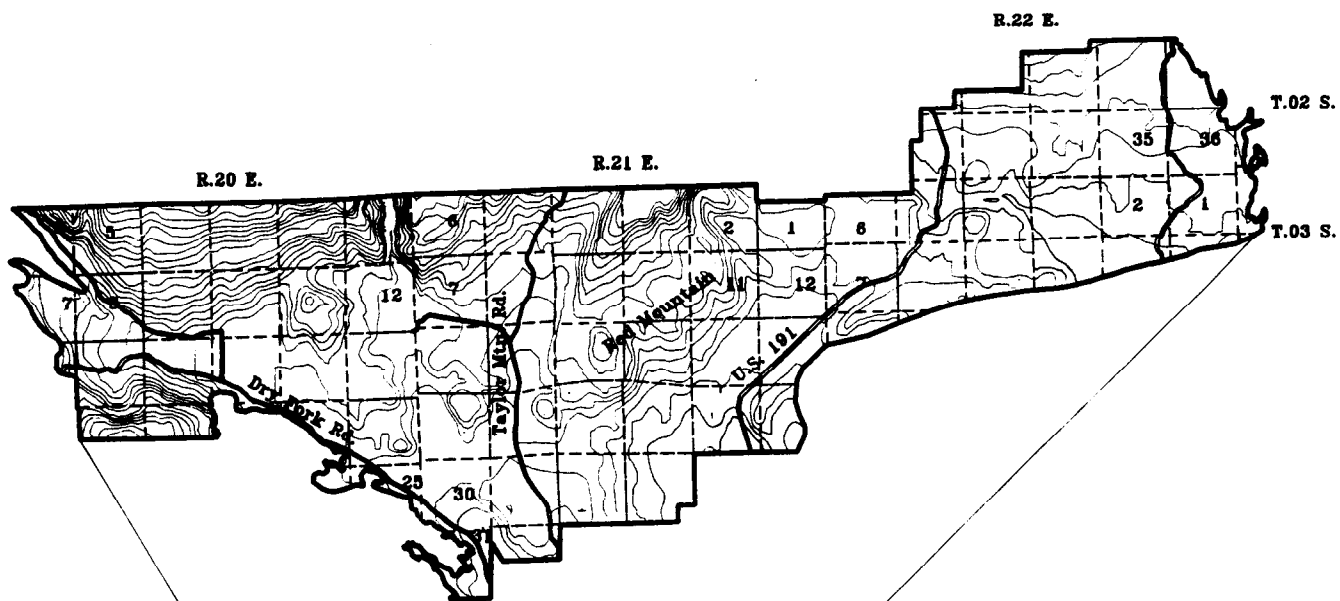 R.22 E.
T.02 S.
35 36
R.21 E.
R.20 E.
2 1
5 6 2 1 6
T.03 S.
7 12 7 11 12
Red Mountain
Taylor Mtn. Rd.
U.S. 191
Dry Fork Rd.
25 30